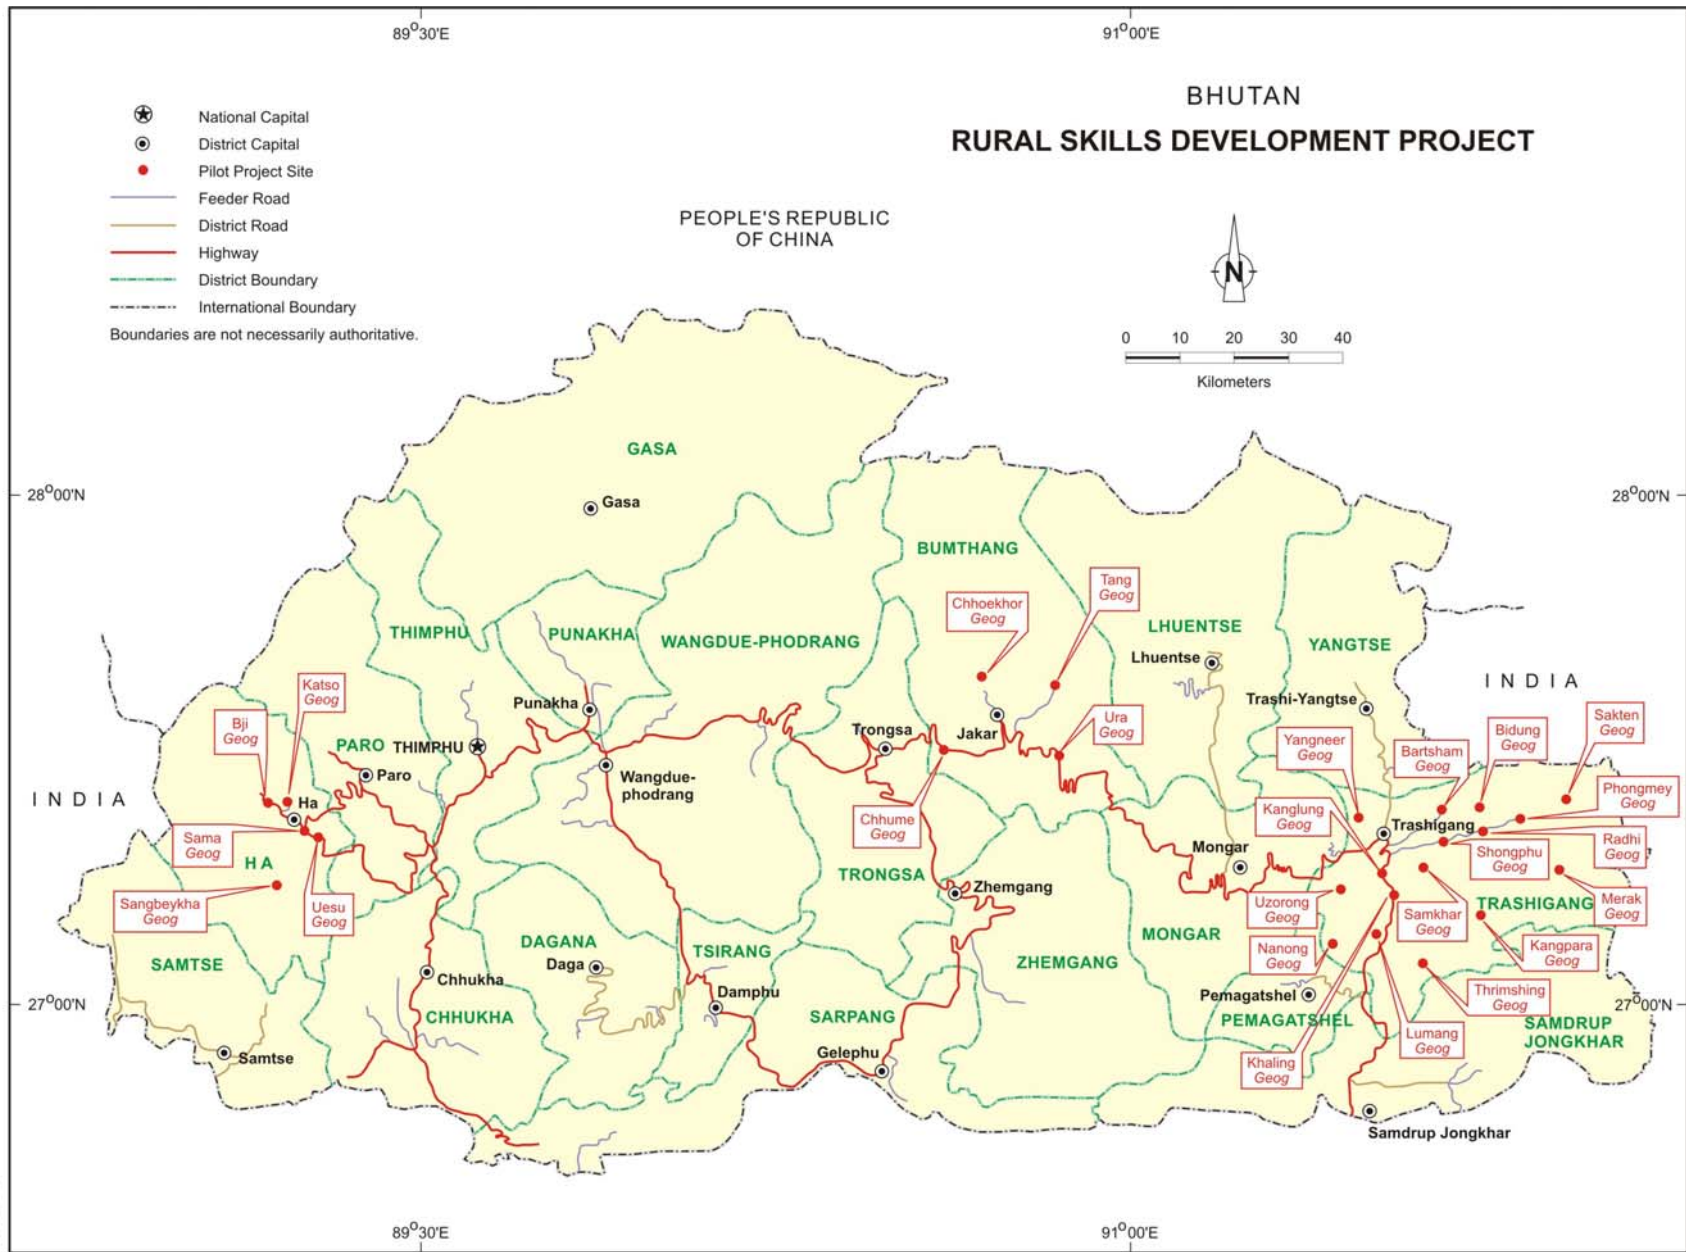 89°30'E
91°00'E
BHUTAN
RURAL SKILLS DEVELOPMENT PROJECT
National Capital
District Capital
Pilot Project Site
Feeder Road
District Road
Highway
District Boundary
International Boundary
Boundaries are not necessarily authoritative.
PEOPLE'S REPUBLIC
OF CHINA
N
0 10 20 30 40
Kilometers
28°00'N
28°00'N
GASA
Gasa
BUMTHANG
Tang
Geog
Chhoekhor
Geog
THIMPHU
PUNAKHA
WANGDUE-PHODRANG
LHUENTSE
Lhuentse
YANGTSE
INDIA
Katso
Geog
Bji
Geog
Punakha
Trashi-Yangtse
Sakten
Geog
Bidung
Geog
Ura
Geog
Trongsa
Jakar
Yangneer
Geog
Bartsham
Geog
PARO
THIMPHU
Paro
Wangdue-
phodrang
Phongmey
Geog
INDIA
Ha
Kanglung
Geog
Chhume
Geog
Trashigang
Sama
Geog
HA
Mongar
Shongphu
Geog
Radhi
Geog
TRONGSA
Zhemgang
Sangbeykha
Geog
Uesu
Geog
Uzorong
Geog
Samkhar
Geog
TRASHIGANG
Merak
Geog
DAGANA
Daga
TSIRANG
MONGAR
Nanong
Geog
Kangpara
Geog
SAMTSE
ZHEMGANG
Chhukha
Damphu
Pemagatshel
Thrimshing
Geog
27°00'N
27°00'N
CHHUKHA
SARPANG
PEMAGATSHEL
SAMDRUP
JONGKHAR
Lumang
Geog
Samtse
Gelephu
Khaling
Geog
Samdrup Jongkhar
89°30'E
91°00'E